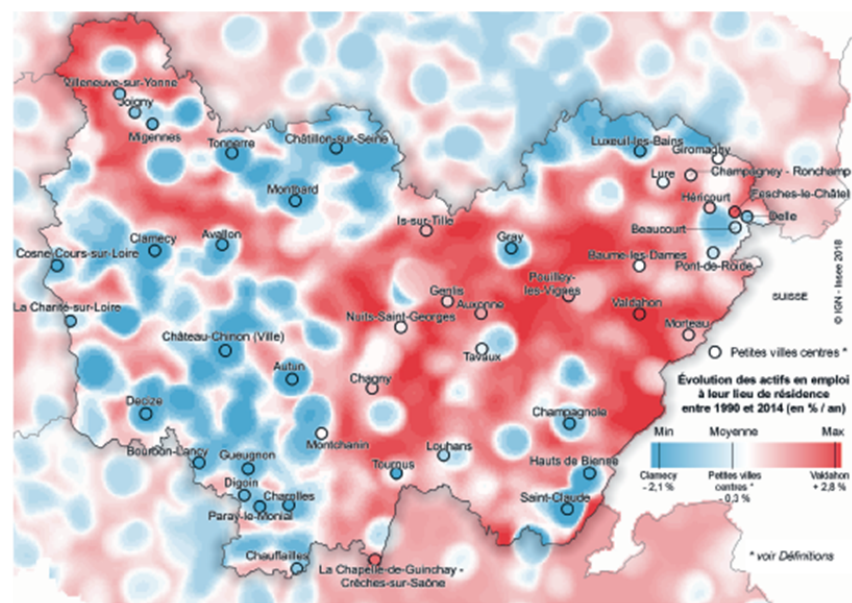 Villeneuve-sur-Yonne
Joigny
Migennes
Tonnerre
Châtillon-sur-Seine
Luxeuil-les-Bains
Giromagny
Lure
Champagney - Ronchamp
Montbard
Héricourt
Fesches-le-Châtel
Delle
Is-sur-Tille
Beaucourt
Clamecy
Avallon
Gray
Cosne-Cours-sur-Loire
Baume-les-Dames
Pont-de-Roide
Pouilley-
les-Vignes
Genlis
Auxonne
Valdahon
SUISSE
© IGN - Insee 2018
La Charité-sur-Loire
Nuits-Saint-Georges
Morteau
Château-Chinon (Ville)
Tavaux
Petites villes centres *
Autun
Chagny
Évolution des actifs en emploi
à leur lieu de résidence
entre 1990 et 2014 (en % / an)
Decize
Champagnole
Min Moyenne Max
Montchanin
Bourbon-Lancy
Gueugnon
Louhans
Hauts de Bienne
Clamecy
- 2,1 %
Petites villes
centres *
- 0,3 %
Valdahon
+ 2,8 %
Tournus
Digoin
Charolles
Saint-Claude
Paray-le-Monial
Chauffailles
La Chapelle-de-Guinchay -
Crêches-sur-Saône
* voir Définitions